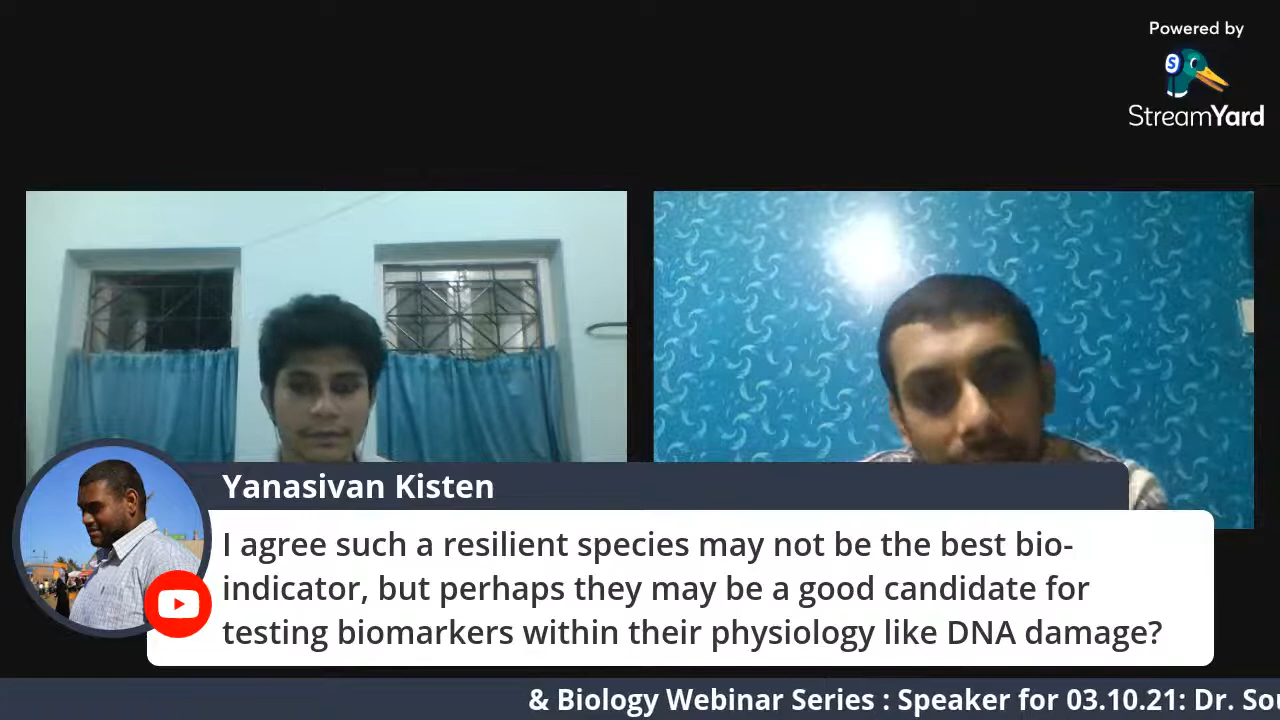 Powered by
StreamYard
Yanasivan Kisten
I agree such a resilient species may not be the best bio-
indicator, but perhaps they may be a good candidate for
testing biomarkers within their physiology like DNA damage?
& Biology Webinar Series : Speaker for 03.10.21: Dr. Sou